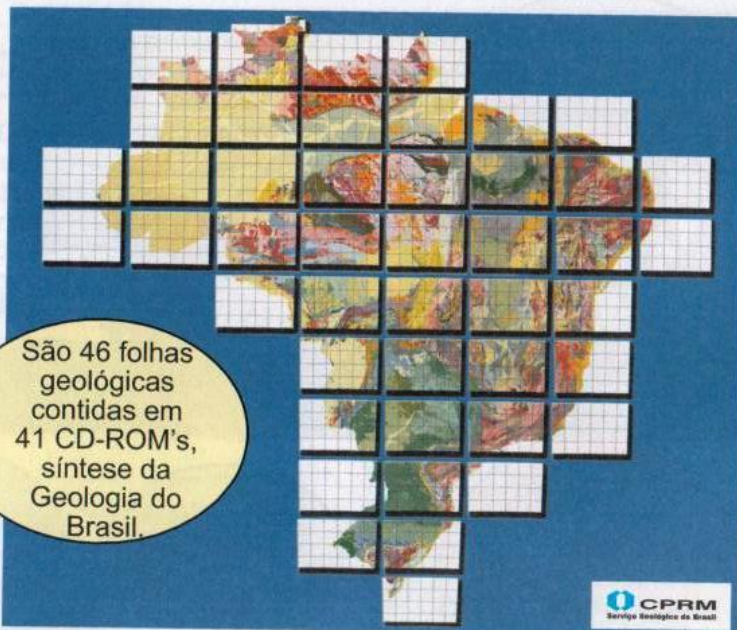 São 46 folhas
geológicas
contidas em
41 CD-ROM's,
síntese da
Geologia do
Brasil.
CPRM
Serviço Geológico do Brasil